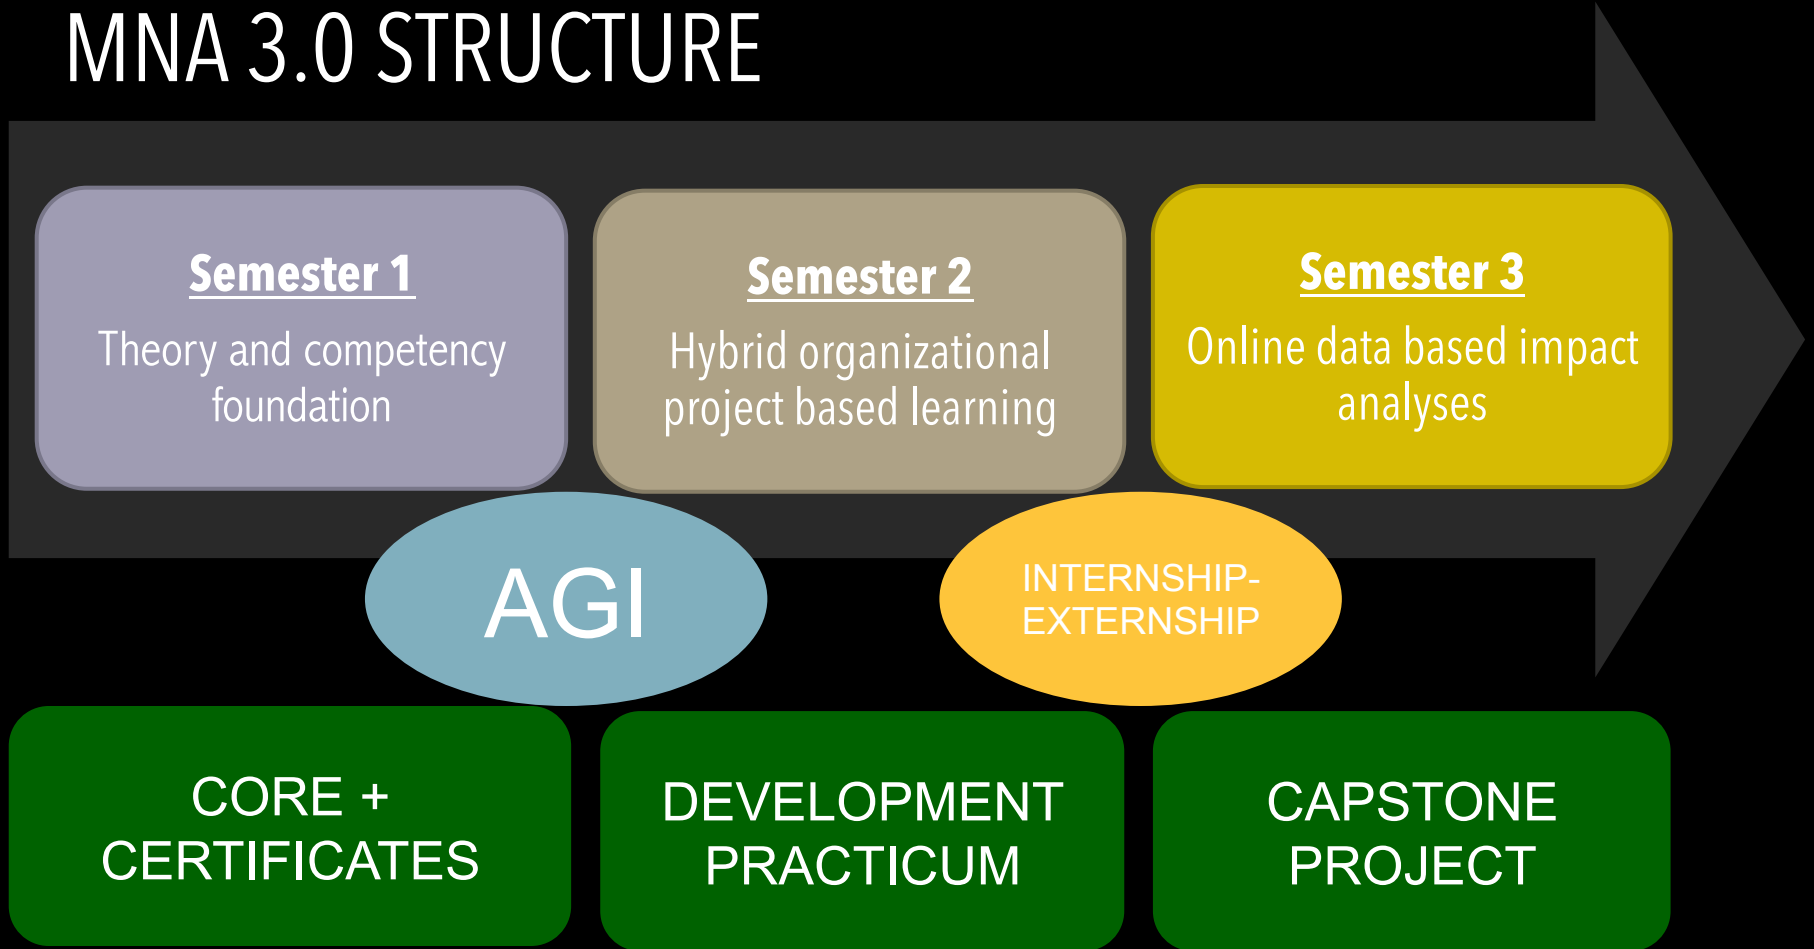 MNA 3.0 STRUCTURE
Semester 1
Theory and competency
foundation
Semester 2
Hybrid organizational
project based learning
Semester 3
Online data based impact
analyses
AGI
INTERNSHIP-
EXTERNSHIP
CORE +
CERTIFICATES
DEVELOPMENT
PRACTICUM
CAPSTONE
PROJECT